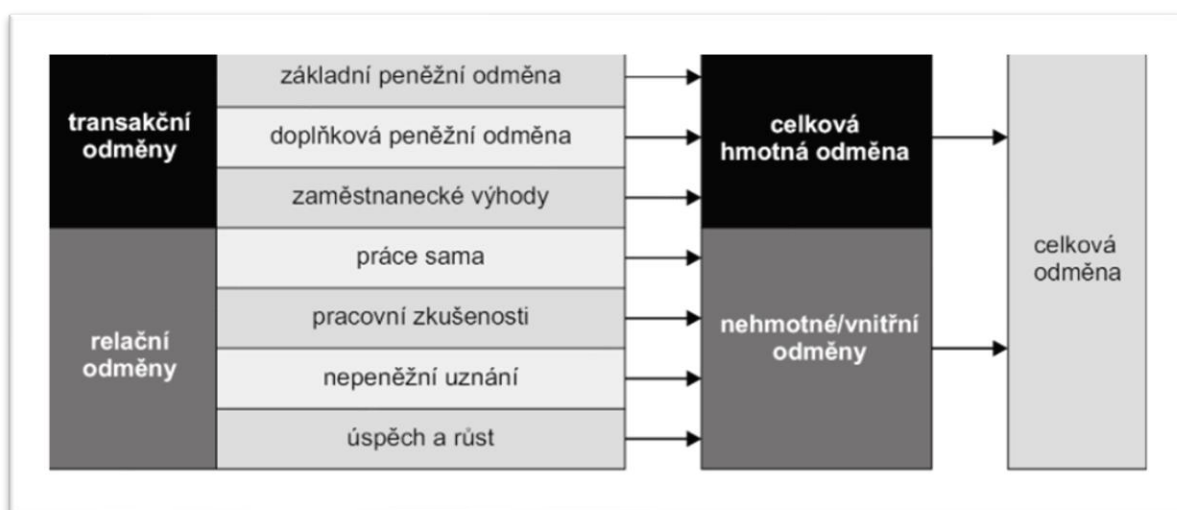 transakční
odměny
základní peněžní odměna
doplňková peněžní odměna
zaměstnanecké výhody
celková
hmotná odměna
relační
odměny
práce sama
pracovní zkušenosti
nepeněžní uznání
úspěch a růst
nehmotné/vnitřní
odměny
celková
odměna